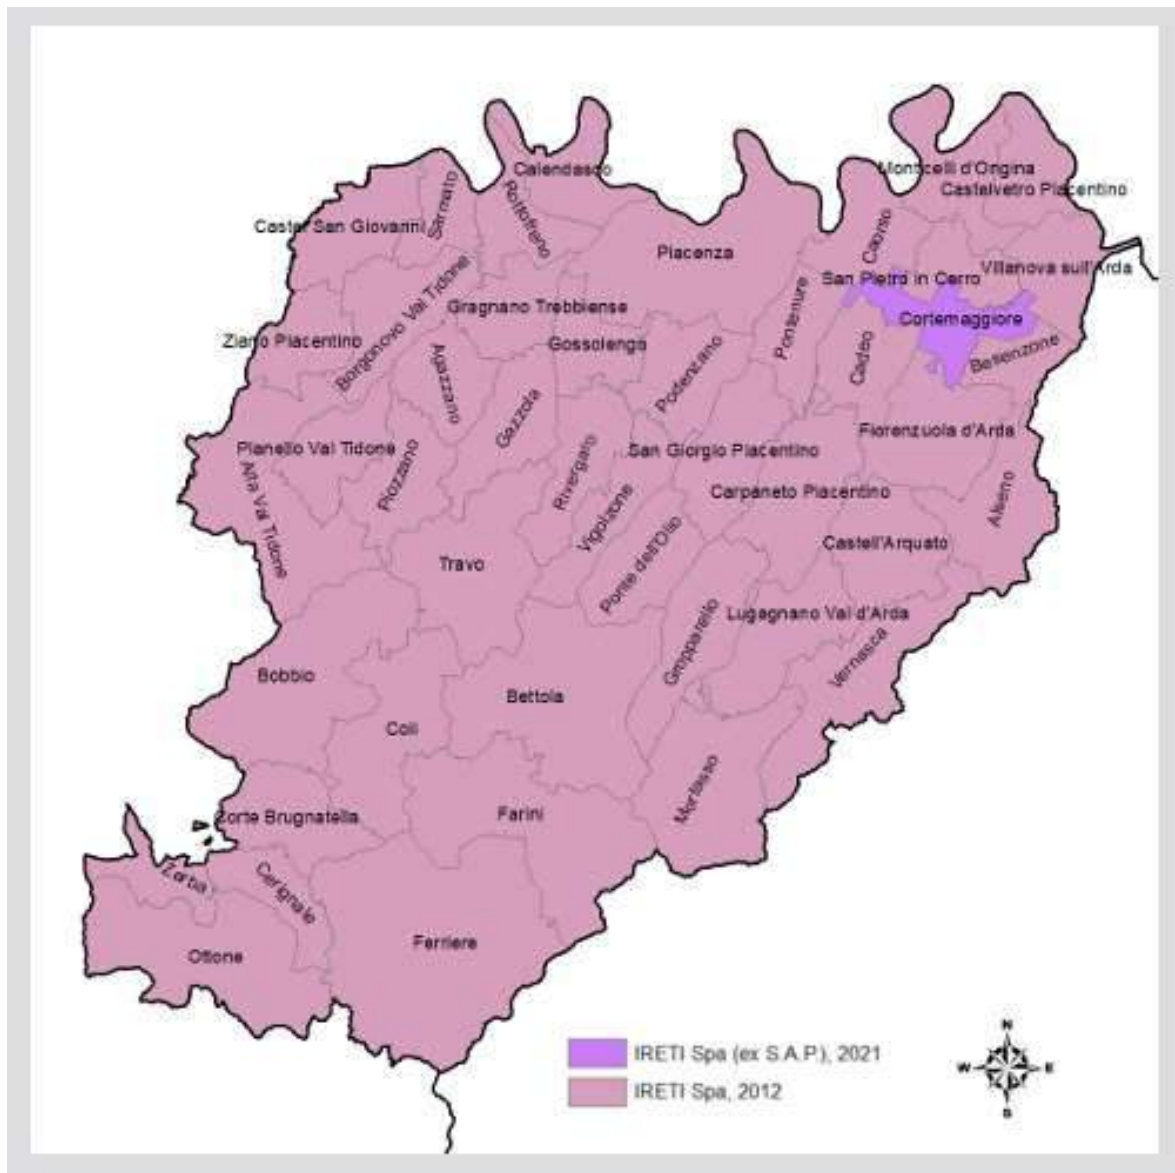 Calendasco
Monticelli d'Ongina
Castelvetro Piacentino
Sarmato
Rottofreno
Castel San Giovanni
Caorso
Piacenza
Villanova sull'Arda
San Pietro in Cerro
Borgonovo Val Tidone
Gragnano Trebbiense
Pontenure
Cortemaggiore
Ziano Piacentino
Gossolengo
Besenzone
Cadeo
Podenzano
Agazzano
Gazzola
Fiorenzuola d'Arda
Pianello Val Tidone
San Giorgio Piacentino
Piozzano
Rivergaro
Carpaneto Piacentino
Alseno
Alta Val Tidone
Vigolzone
Castell'Arquato
Travo
Ponte dell'Olio
Lugagnano Val d'Arda
Gropparello
Vernasca
Bobbio
Bettola
Coli
Morfasso
Farini
Corte Brugnatella
Zerba
Cerignale
Ferriere
Ottone
N
W E
S
IRETI Spa (ex S.A.P), 2021
IRETI Spa, 2012